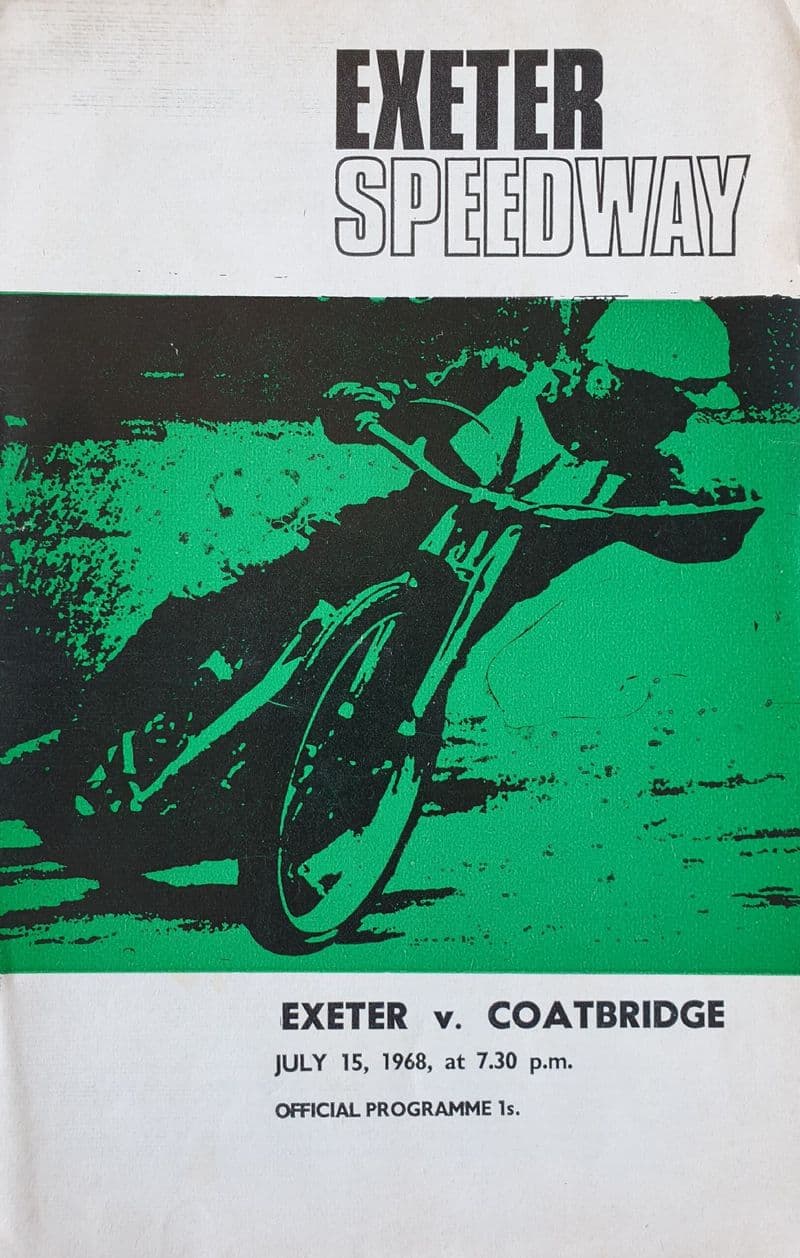 EXETER
SPEEDWAY
EXETER v. COATBRIDGE
JULY 15, 1968, at 7.30 p.m.
OFFICIAL PROGRAMME 1s.